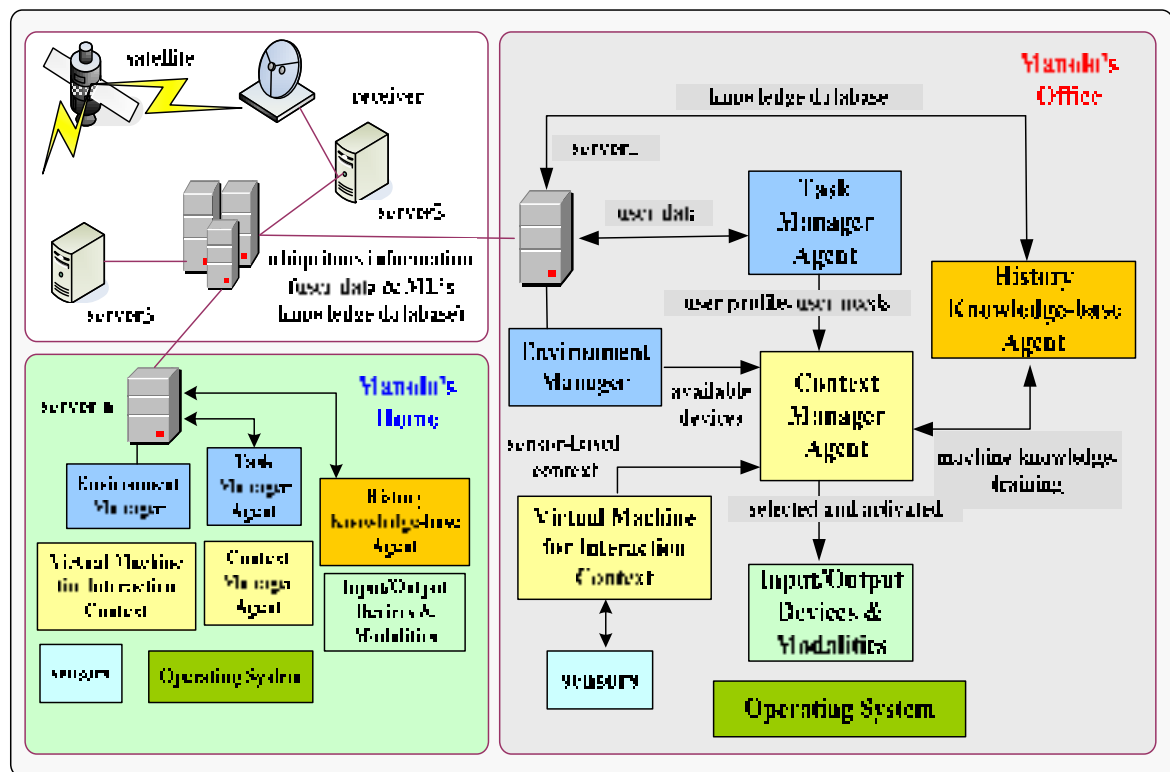 satellite
receiver
server
server
ubiquitous information
(user data & ML's
knowledge database)
Manolo's
Office
knowledge database
server
user data
Task
Manager
Agent
History
Knowledge-base
Agent
user profile- user needs
Environment
Manager
available
devices
Context
Manager
Agent
sensor-based
context
machine knowledge-
training
Virtual Machine
for Interaction
Context
selected and activated
Input/Output
Devices &
Modalities
sensors
Operating System
Manolo's
Home
server
Environment
Manager
Task
Manager
Agent
History
Knowledge-base
Agent
Virtual Machine
for Interaction
Context
Context
Manager
Agent
Input/Output
Devices &
Modalities
sensors
Operating System